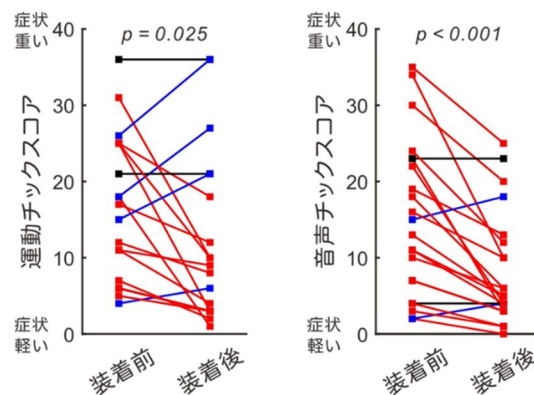 症状
重い
40
30
20
10
0
症状
軽い
運動チックスコア
p = 0.025
装着前
装着後
症状
重い
40
30
20
10
0
症状
軽い
音声チックスコア
p < 0.001
装着前
装着後